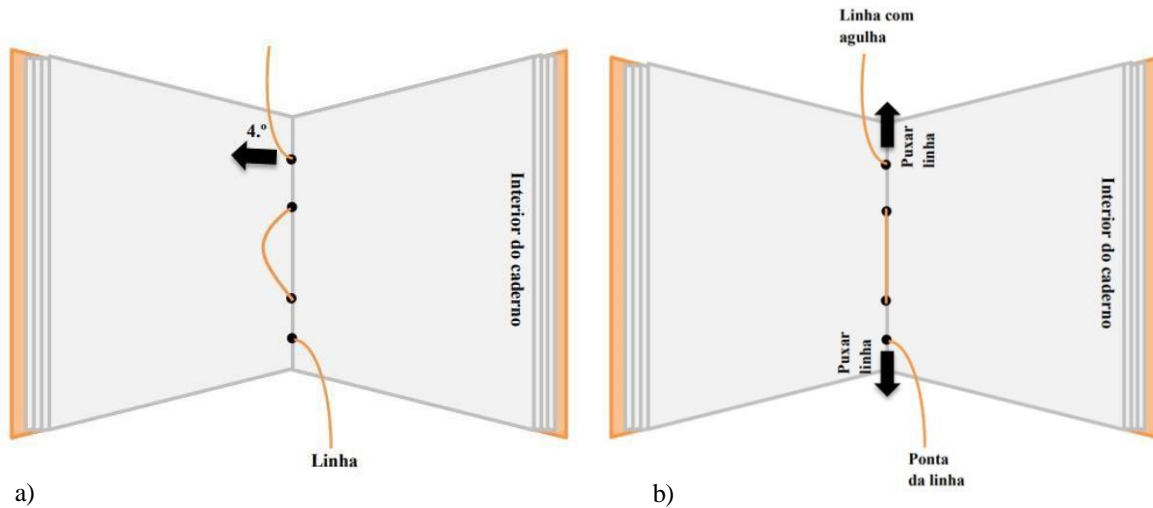 4.º
Interior do caderno
Linha
a)
Linha com
agulha
Puxar
linha
Interior do caderno
Puxar
linha
Ponta
da linha
b)